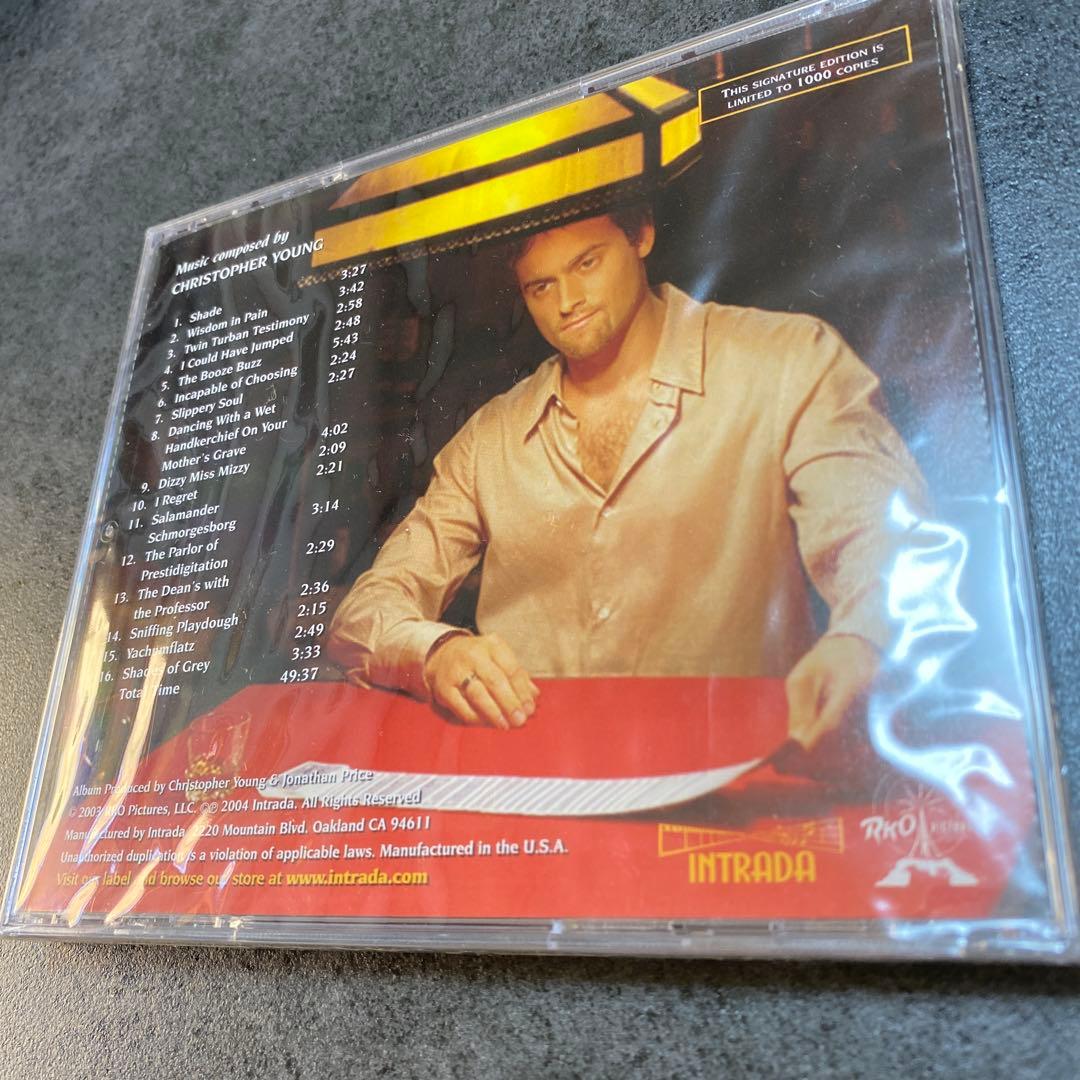 THIS SIGNATURE EDITION IS
LIMITED TO 1000 COPIES
Music composed by
CHRISTOPHER YOUNG
1. Shade 3:27
2. Wisdom in Pain 3:42
3. Twin Turban Testimony 2:58
4. I Could Have Jumped 2:48
5. The Booze Buzz 5:43
6. Incapable of Choosing 2:24
7. Slippery Soul 2:27
8. Dancing With a Wet
Handkerchief On Your
Mother's Grave 4:02
9. Dizzy Miss Mizzy 2:09
10. I Regret 2:21
11. Salamander
Schmorgesborg 3:14
12. The Parlor of
Prestidigitation 2:29
13. The Dean's with
the Professor 2:36
14. Sniffing Playdough 2:15
15. Yachumflatz 2:49
16. Shades of Grey 3:33
Total Time 49:37
Album Produced by Christopher Young & Jonathan Price
© 2003 RKO Pictures, LLC. ©℗ 2004 Intrada. All Rights Reserved
Manufactured by Intrada 2220 Mountain Blvd. Oakland CA 94611
Unauthorized duplication is a violation of applicable laws. Manufactured in the U.S.A.
Visit our label and browse our store at www.intrada.com
INTRADA
RKO